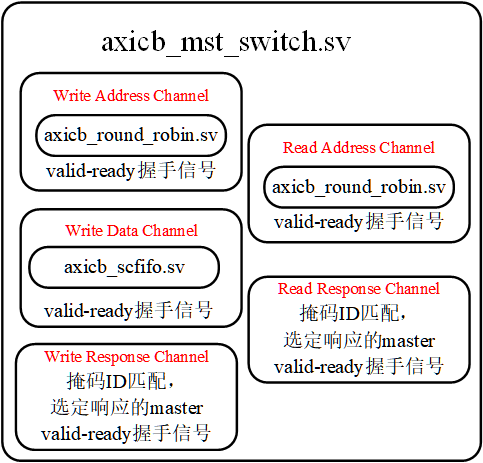 axicb_mst_switch.sv
Write Address Channel
axicb_round_robin.sv
valid-ready握手信号
Write Data Channel
axicb_scfifo.sv
valid-ready握手信号
Write Response Channel
掩码ID匹配，
选定响应的master
valid-ready握手信号
Read Address Channel
axicb_round_robin.sv
valid-ready握手信号
Read Response Channel
掩码ID匹配，
选定响应的master
valid-ready握手信号